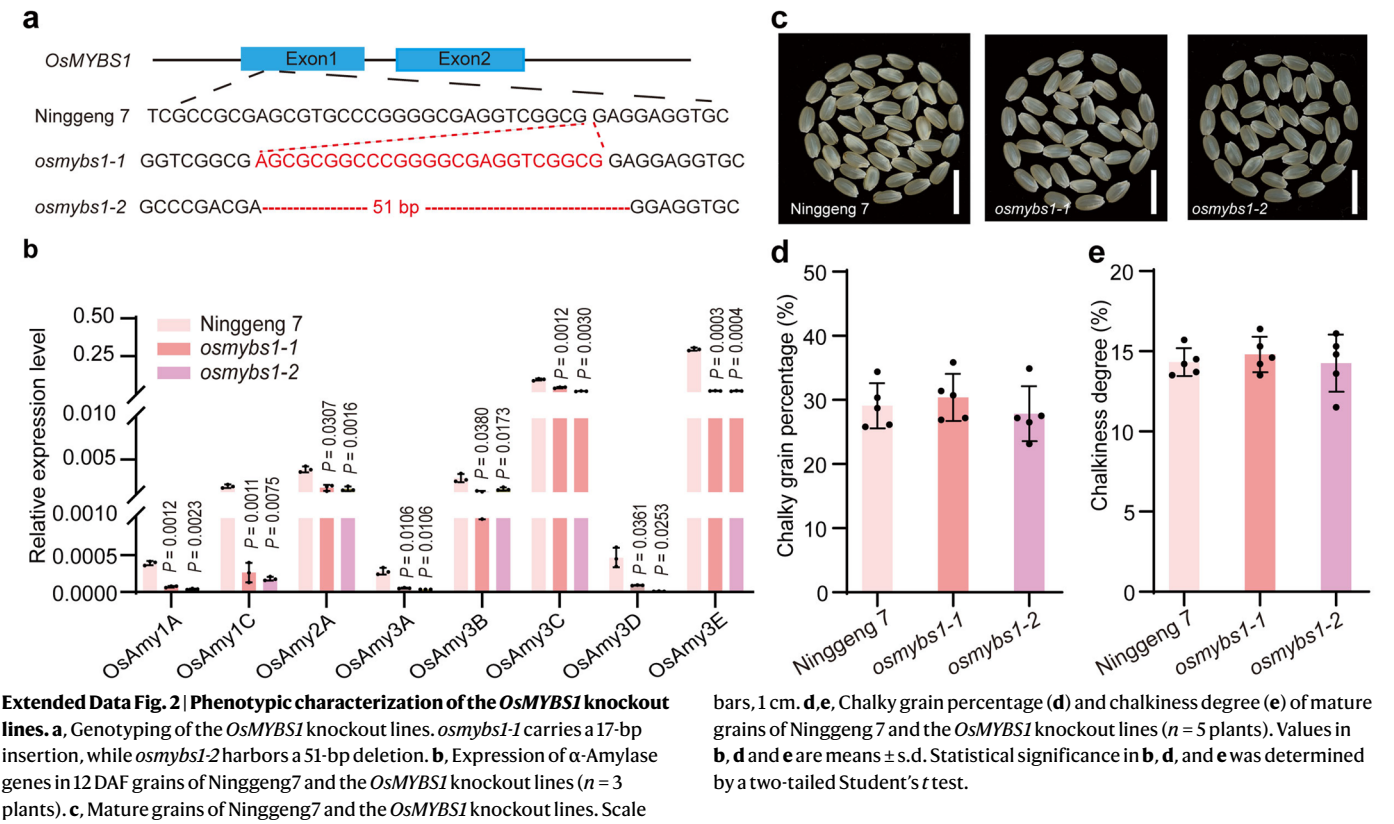 a
OsMYBS1
Exon1
Exon2
Ninggeng 7
TCGCCGCGAGCGTGCCCGGGGCGAGGTCGGCG GAGGAGGTGC
osmybs1-1
GGTCGGCG AGCGCGGCCCGGGGCGAGGTCGGCG GAGGAGGTGC
osmybs1-2
GCCCGACGA 51 bp GGAGGTGC
b
Relative expression level
0.50
0.25
0.010
0.005
0.0010
0.0005
0.0000
Ninggeng 7
osmybs1-1
osmybs1-2
P = 0.0012
P = 0.0023
P = 0.0011
P = 0.0075
P = 0.0307
P = 0.0016
P = 0.0106
P = 0.0106
P = 0.0380
P = 0.0173
P = 0.0012
P = 0.0030
P = 0.0361
P = 0.0253
P = 0.0003
P = 0.0004
OsAmy1A
OsAmy1C
OsAmy2A
OsAmy3A
OsAmy3B
OsAmy3C
OsAmy3D
OsAmy3E
c
Ninggeng 7
osmybs1-1
osmybs1-2
d
Chalky grain percentage (%)
50
40
30
20
10
0
Ninggeng 7
osmybs1-1
osmybs1-2
e
Chalkiness degree (%)
20
15
10
5
0
Ninggeng 7
osmybs1-1
osmybs1-2
Extended Data Fig. 2 | Phenotypic characterization of the OsMYBS1 knockout
lines. a, Genotyping of the OsMYBS1 knockout lines. osmybs1-1 carries a 17-bp
insertion, while osmybs1-2 harbors a 51-bp deletion. b, Expression of α-Amylase
genes in 12 DAF grains of Ninggeng7 and the OsMYBS1 knockout lines (n = 3
plants). c, Mature grains of Ninggeng7 and the OsMYBS1 knockout lines. Scale
bars, 1 cm. d,e, Chalky grain percentage (d) and chalkiness degree (e) of mature
grains of Ninggeng 7 and the OsMYBS1 knockout lines (n = 5 plants). Values in
b, d and e are means ± s.d. Statistical significance in b, d, and e was determined
by a two-tailed Student's t test.